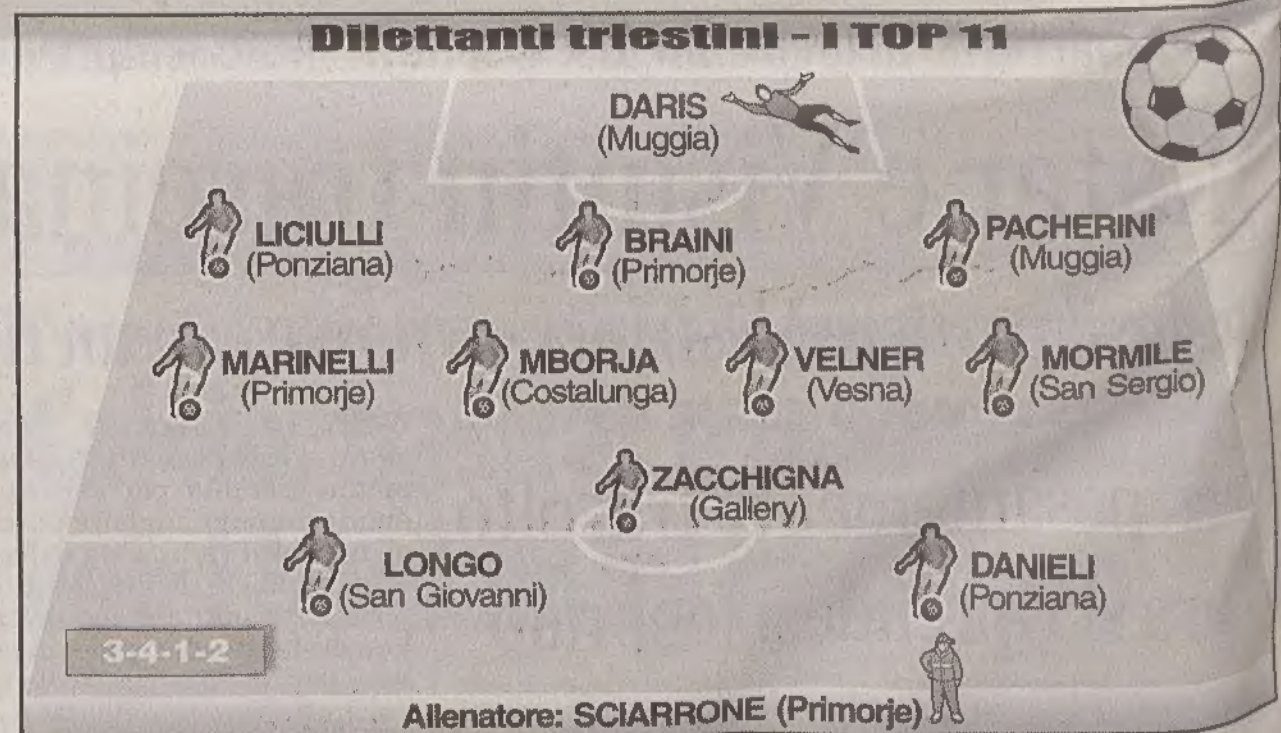 Dilettanti triestini - I TOP 11
DARIS
(Muggia)
LICIULLI
(Ponziana)
BRAINI
(Primorje)
PACHERINI
(Muggia)
MARINELLI
(Primorje)
MBORJA
(Costalunga)
VELNER
(Vesna)
MORMILE
(San Sergio)
ZACCHIGNA
(Gallery)
LONGO
(San Giovanni)
DANIELI
(Ponziana)
3-4-1-2
Allenatore: SCIARRONE (Primorje)